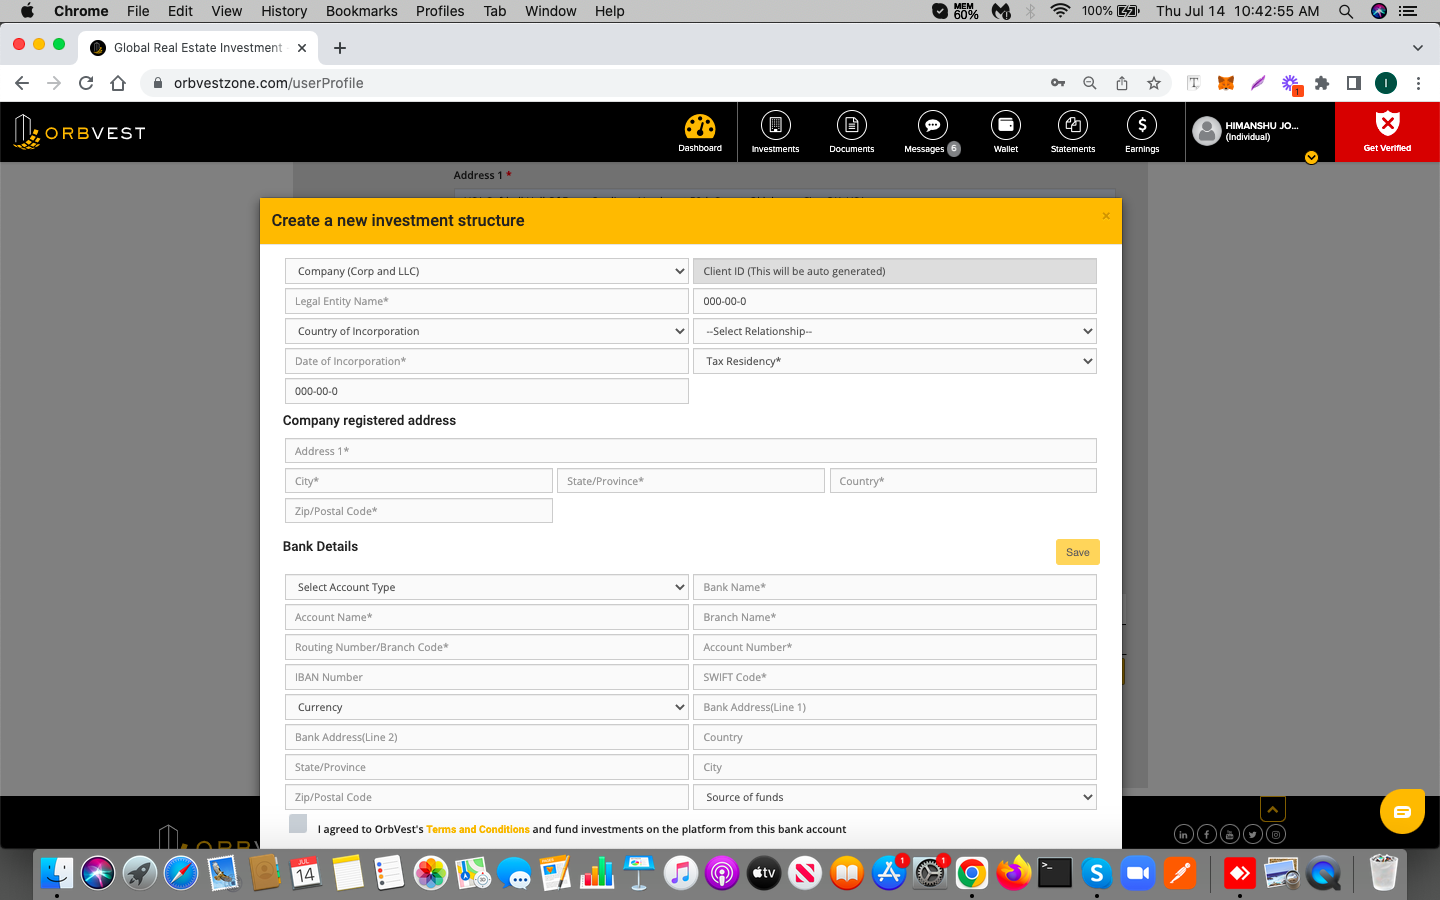 Chrome File Edit View History Bookmarks Profiles Tab Window Help MEM 60% 100% Thu Jul 14 10:42:55 AM
Global Real Estate Investment
orbvestzone.com/userProfile
1
I
ORBVEST
Dashboard
Investments
Documents
Messages 6
Wallet
Statements
Earnings
HIMANSHU JO...
(Individual)
Get Verified
Address 1 *
Create a new investment structure
×
Company (Corp and LLC)
Client ID (This will be auto generated)
Legal Entity Name*
000-00-0
Country of Incorporation
--Select Relationship--
Date of Incorporation*
Tax Residency*
000-00-0
Company registered address
Address 1*
City*
State/Province*
Country*
Zip/Postal Code*
Bank Details
Save
Select Account Type
Bank Name*
Account Name*
Branch Name*
Routing Number/Branch Code*
Account Number*
IBAN Number
SWIFT Code*
Currency
Bank Address(Line 1)
Bank Address(Line 2)
Country
State/Province
City
Zip/Postal Code
Source of funds
I agreed to OrbVest's Terms and Conditions and fund investments on the platform from this bank account
JUL
14
tv
1
1